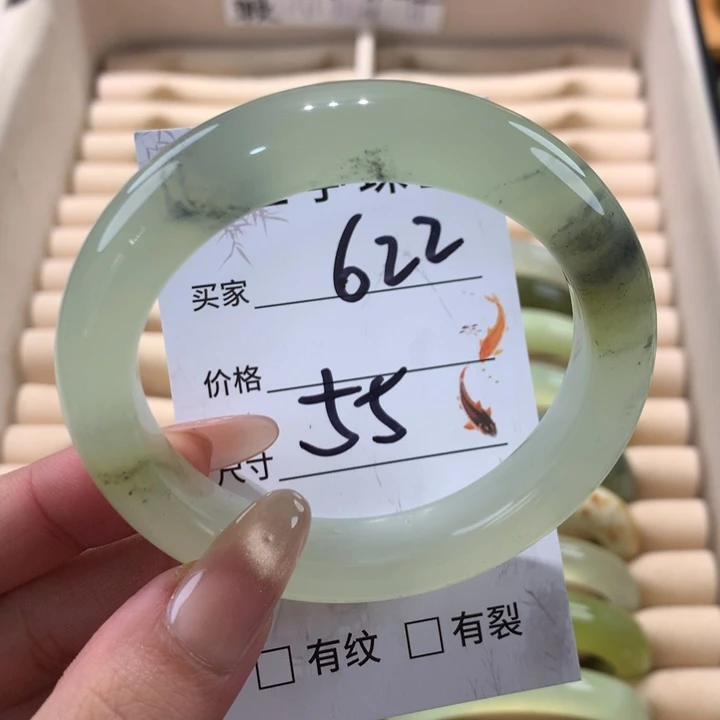 买家 622
价格
尺寸 55
有纹 有裂